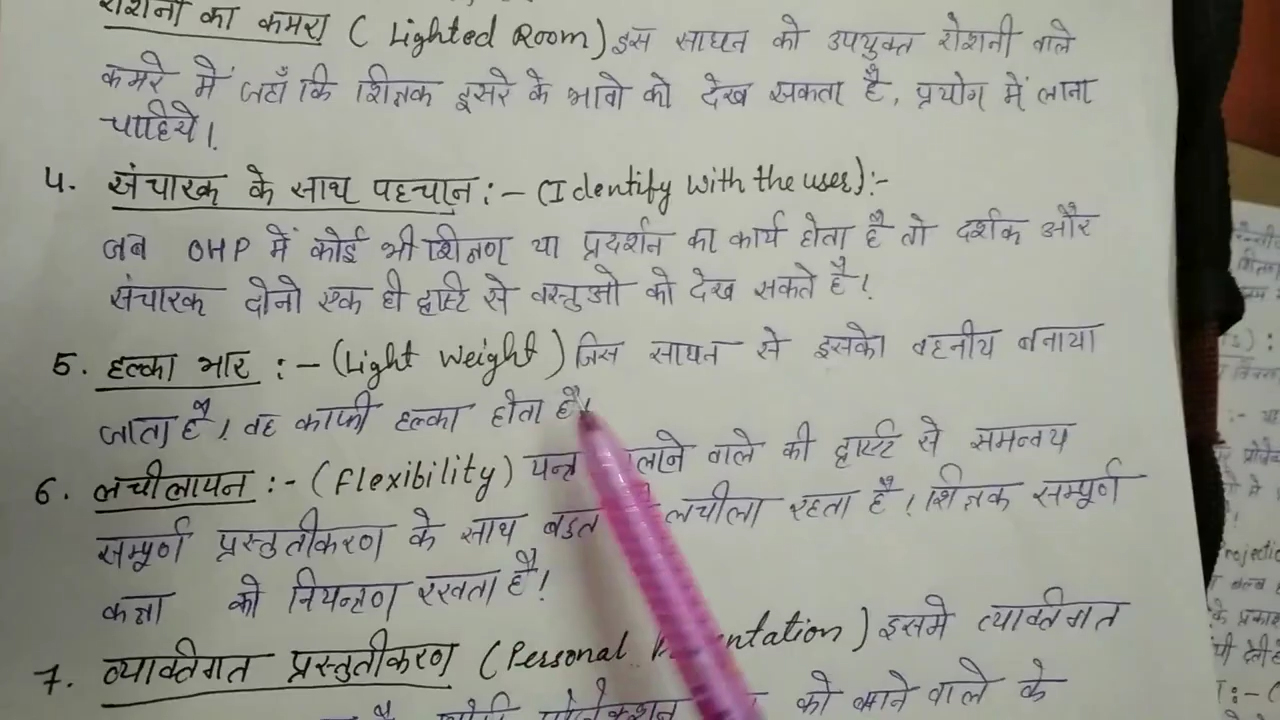 रोशनी का कमरा ( Lighted Room) इस साधन को उपयुक्त रोशनी वाले
कमरे में जहाँ कि शिक्षक दूसरे के भावो को देख सकता है, प्रयोग में लाना
चाहिये।
4. संचारक के साथ पहचान :- (Identify with the user) :-
जब OHP में कोई भी शिक्षण या प्रदर्शन का कार्य होता है तो दर्शक और
संचारक दोनो एक ही दृष्टि से वस्तुओ को देख सकते है।
5. हल्का भार :- (Light Weight) जिस साधन से इसको वहनीय बनाया
जाता है। वह काफी हल्का होता है।
6. लचीलापन :- (Flexibility) यन्त्र लाने वाले की दृष्टि से समन्वय
सम्पूर्ण प्रस्तुतीकरण के साथ बहुत लचीला रहता है। शिक्षक सम्पूर्ण
कक्षा को नियन्त्रण रखता है।
7. व्यक्तिगत प्रस्तुतीकरण (Personal ntation) इसमे व्यक्तिगत
है को बनाने वाले के